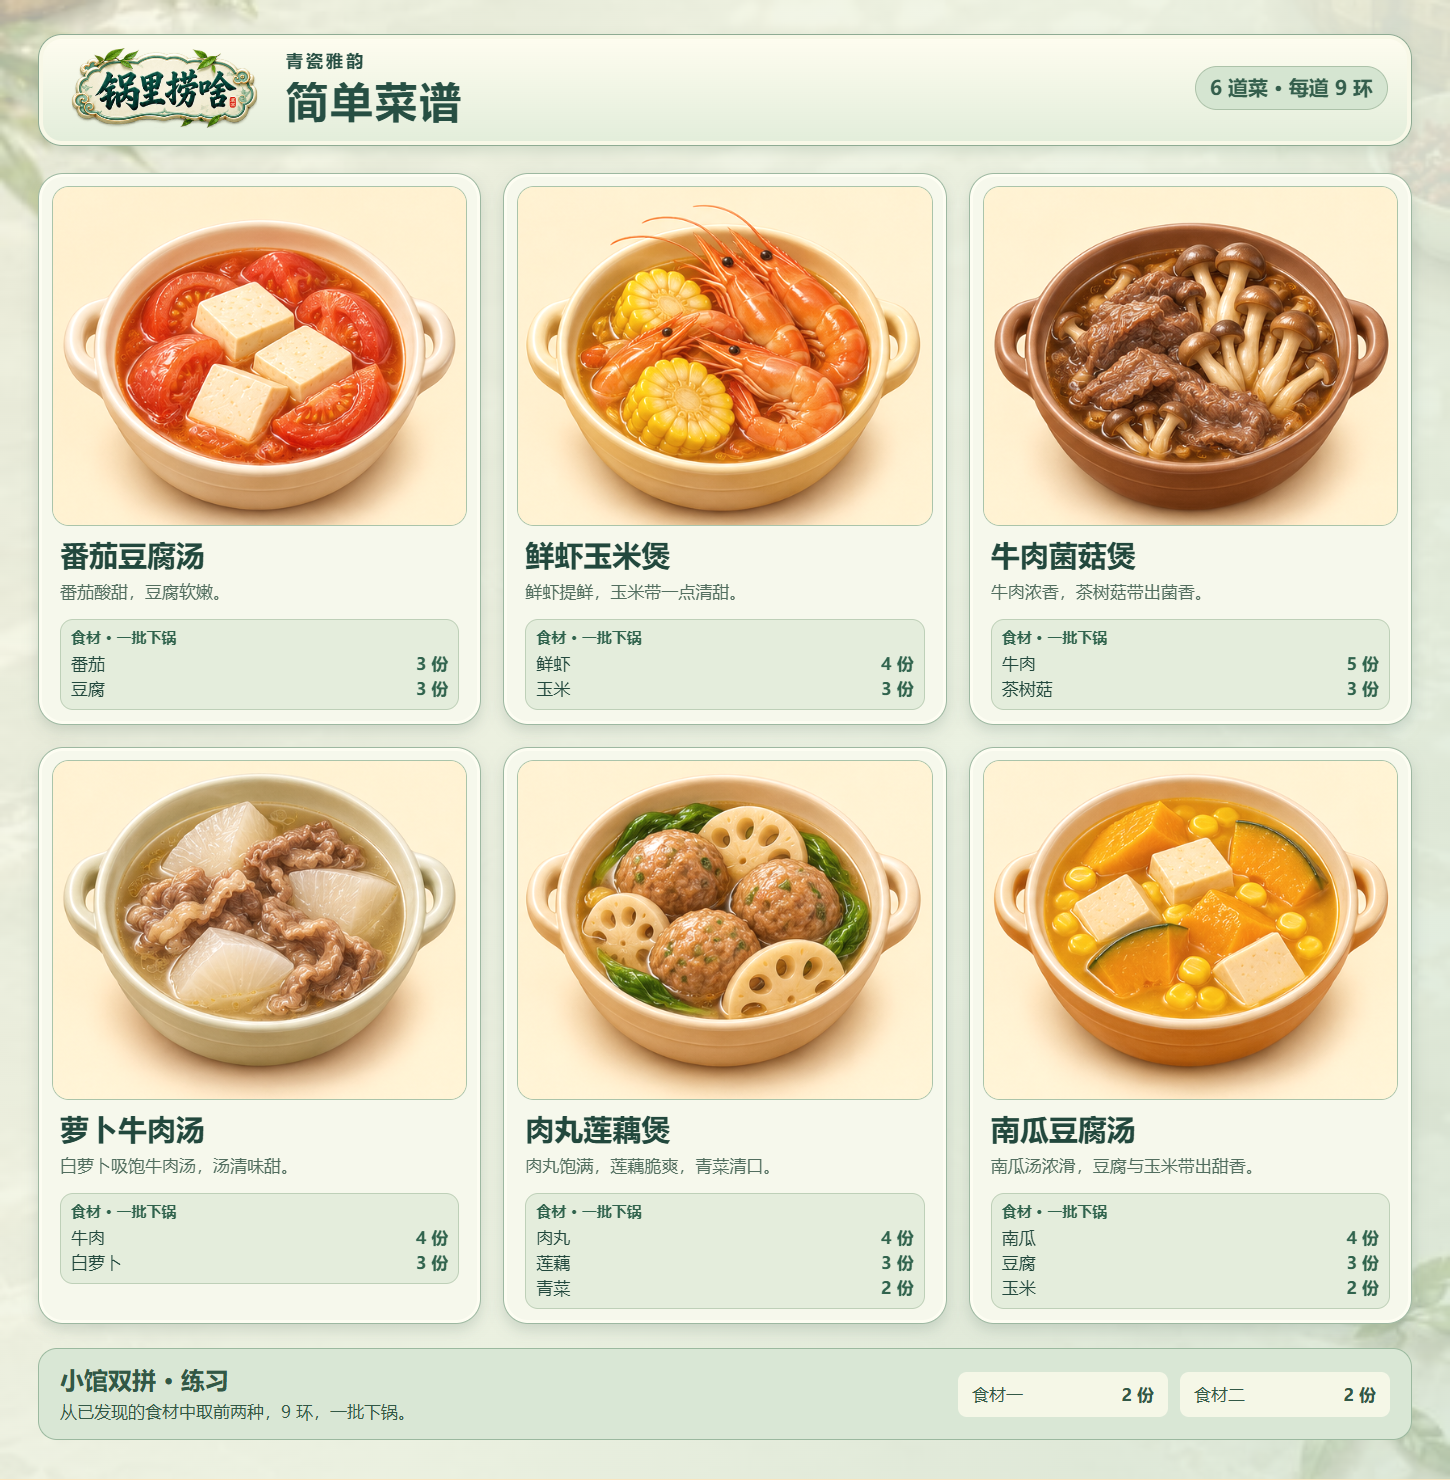 锅里捞啥
青瓷雅韵
简单菜谱
6 道菜 • 每道 9 环
番茄豆腐汤
番茄酸甜，豆腐软嫩。
食材 • 一批下锅
番茄 3 份
豆腐 3 份
鲜虾玉米煲
鲜虾提鲜，玉米带一点清甜。
食材 • 一批下锅
鲜虾 4 份
玉米 3 份
牛肉菌菇煲
牛肉浓香，茶树菇带出菌香。
食材 • 一批下锅
牛肉 5 份
茶树菇 3 份
萝卜牛肉汤
白萝卜吸饱牛肉汤，汤清味甜。
食材 • 一批下锅
牛肉 4 份
白萝卜 3 份
肉丸莲藕煲
肉丸饱满，莲藕脆爽，青菜清口。
食材 • 一批下锅
肉丸 4 份
莲藕 3 份
青菜 2 份
南瓜豆腐汤
南瓜汤浓滑，豆腐与玉米带出甜香。
食材 • 一批下锅
南瓜 4 份
豆腐 3 份
玉米 2 份
小馆双拼 • 练习
从已发现的食材中取前两种，9 环，一批下锅。
食材一 2 份
食材二 2 份